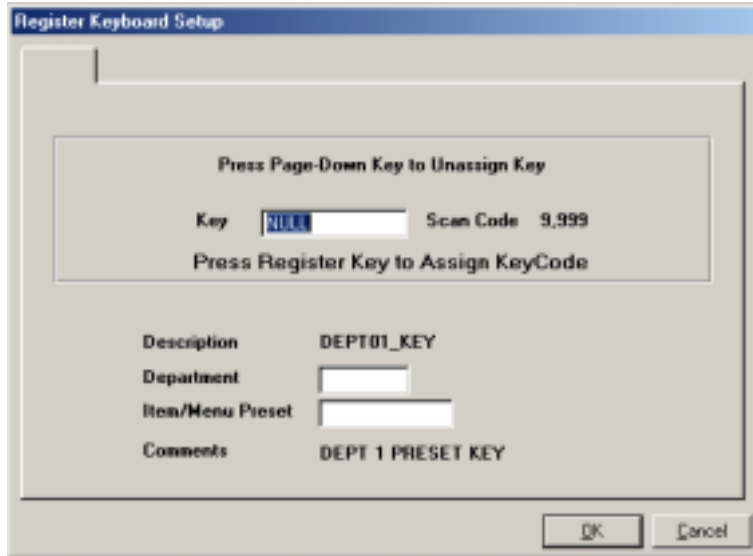 Register Keyboard Setup
Press Page-Down Key to Unassign Key
Key NULL Scan Code 9,999
Press Register Key to Assign KeyCode
Description DEPT01_KEY
Department
Item/Menu Preset
Comments DEPT 1 PRESET KEY
OK Cancel